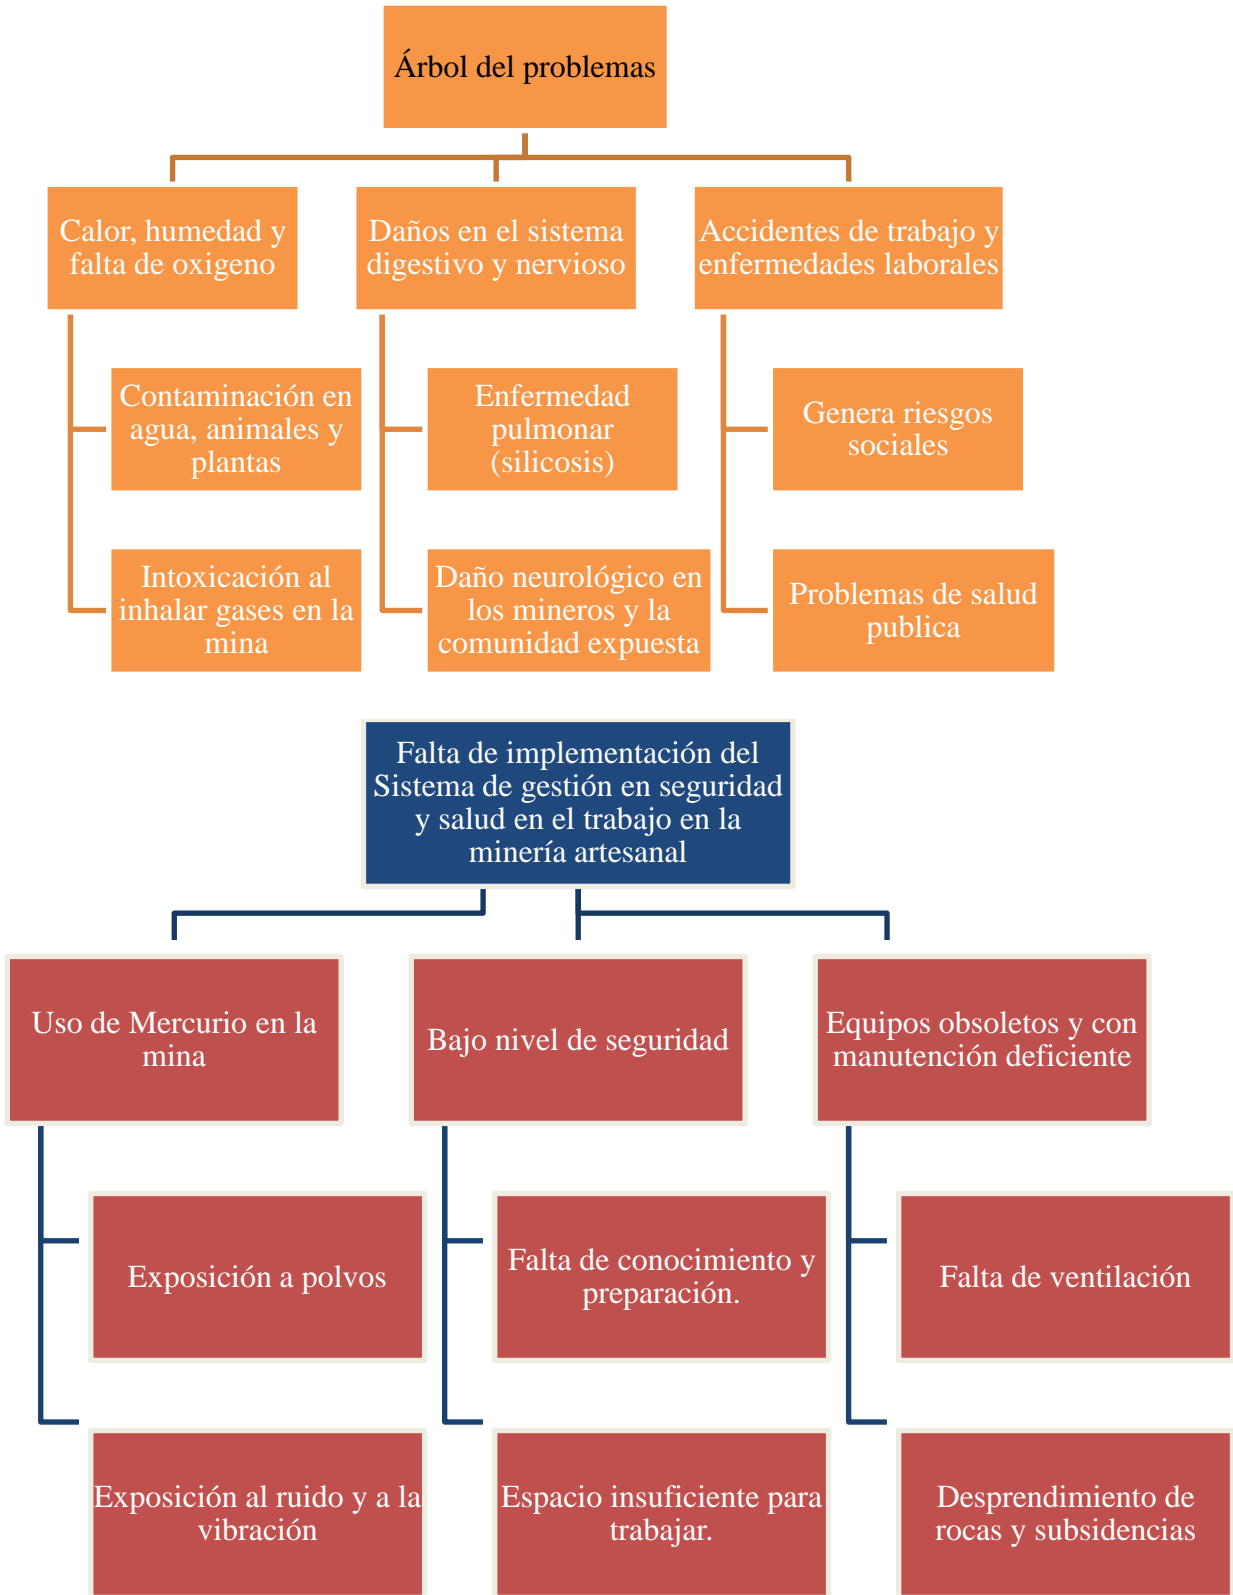 Árbol del problemas
Calor, humedad y
falta de oxigeno
Daños en el sistema
digestivo y nervioso
Accidentes de trabajo y
enfermedades laborales
Contaminación en
agua, animales y
plantas
Enfermedad
pulmonar
(silicosis)
Genera riesgos
sociales
Intoxicación al
inhalar gases en la
mina
Daño neurológico en
los mineros y la
comunidad expuesta
Problemas de salud
publica
Falta de implementación del
Sistema de gestión en seguridad
y salud en el trabajo en la
minería artesanal
Uso de Mercurio en la
mina
Bajo nivel de seguridad
Equipos obsoletos y con
manutención deficiente
Exposición a polvos
Falta de conocimiento y
preparación.
Falta de ventilación
Exposición al ruido y a la
vibración
Espacio insuficiente para
trabajar.
Desprendimiento de
rocas y subsidencias